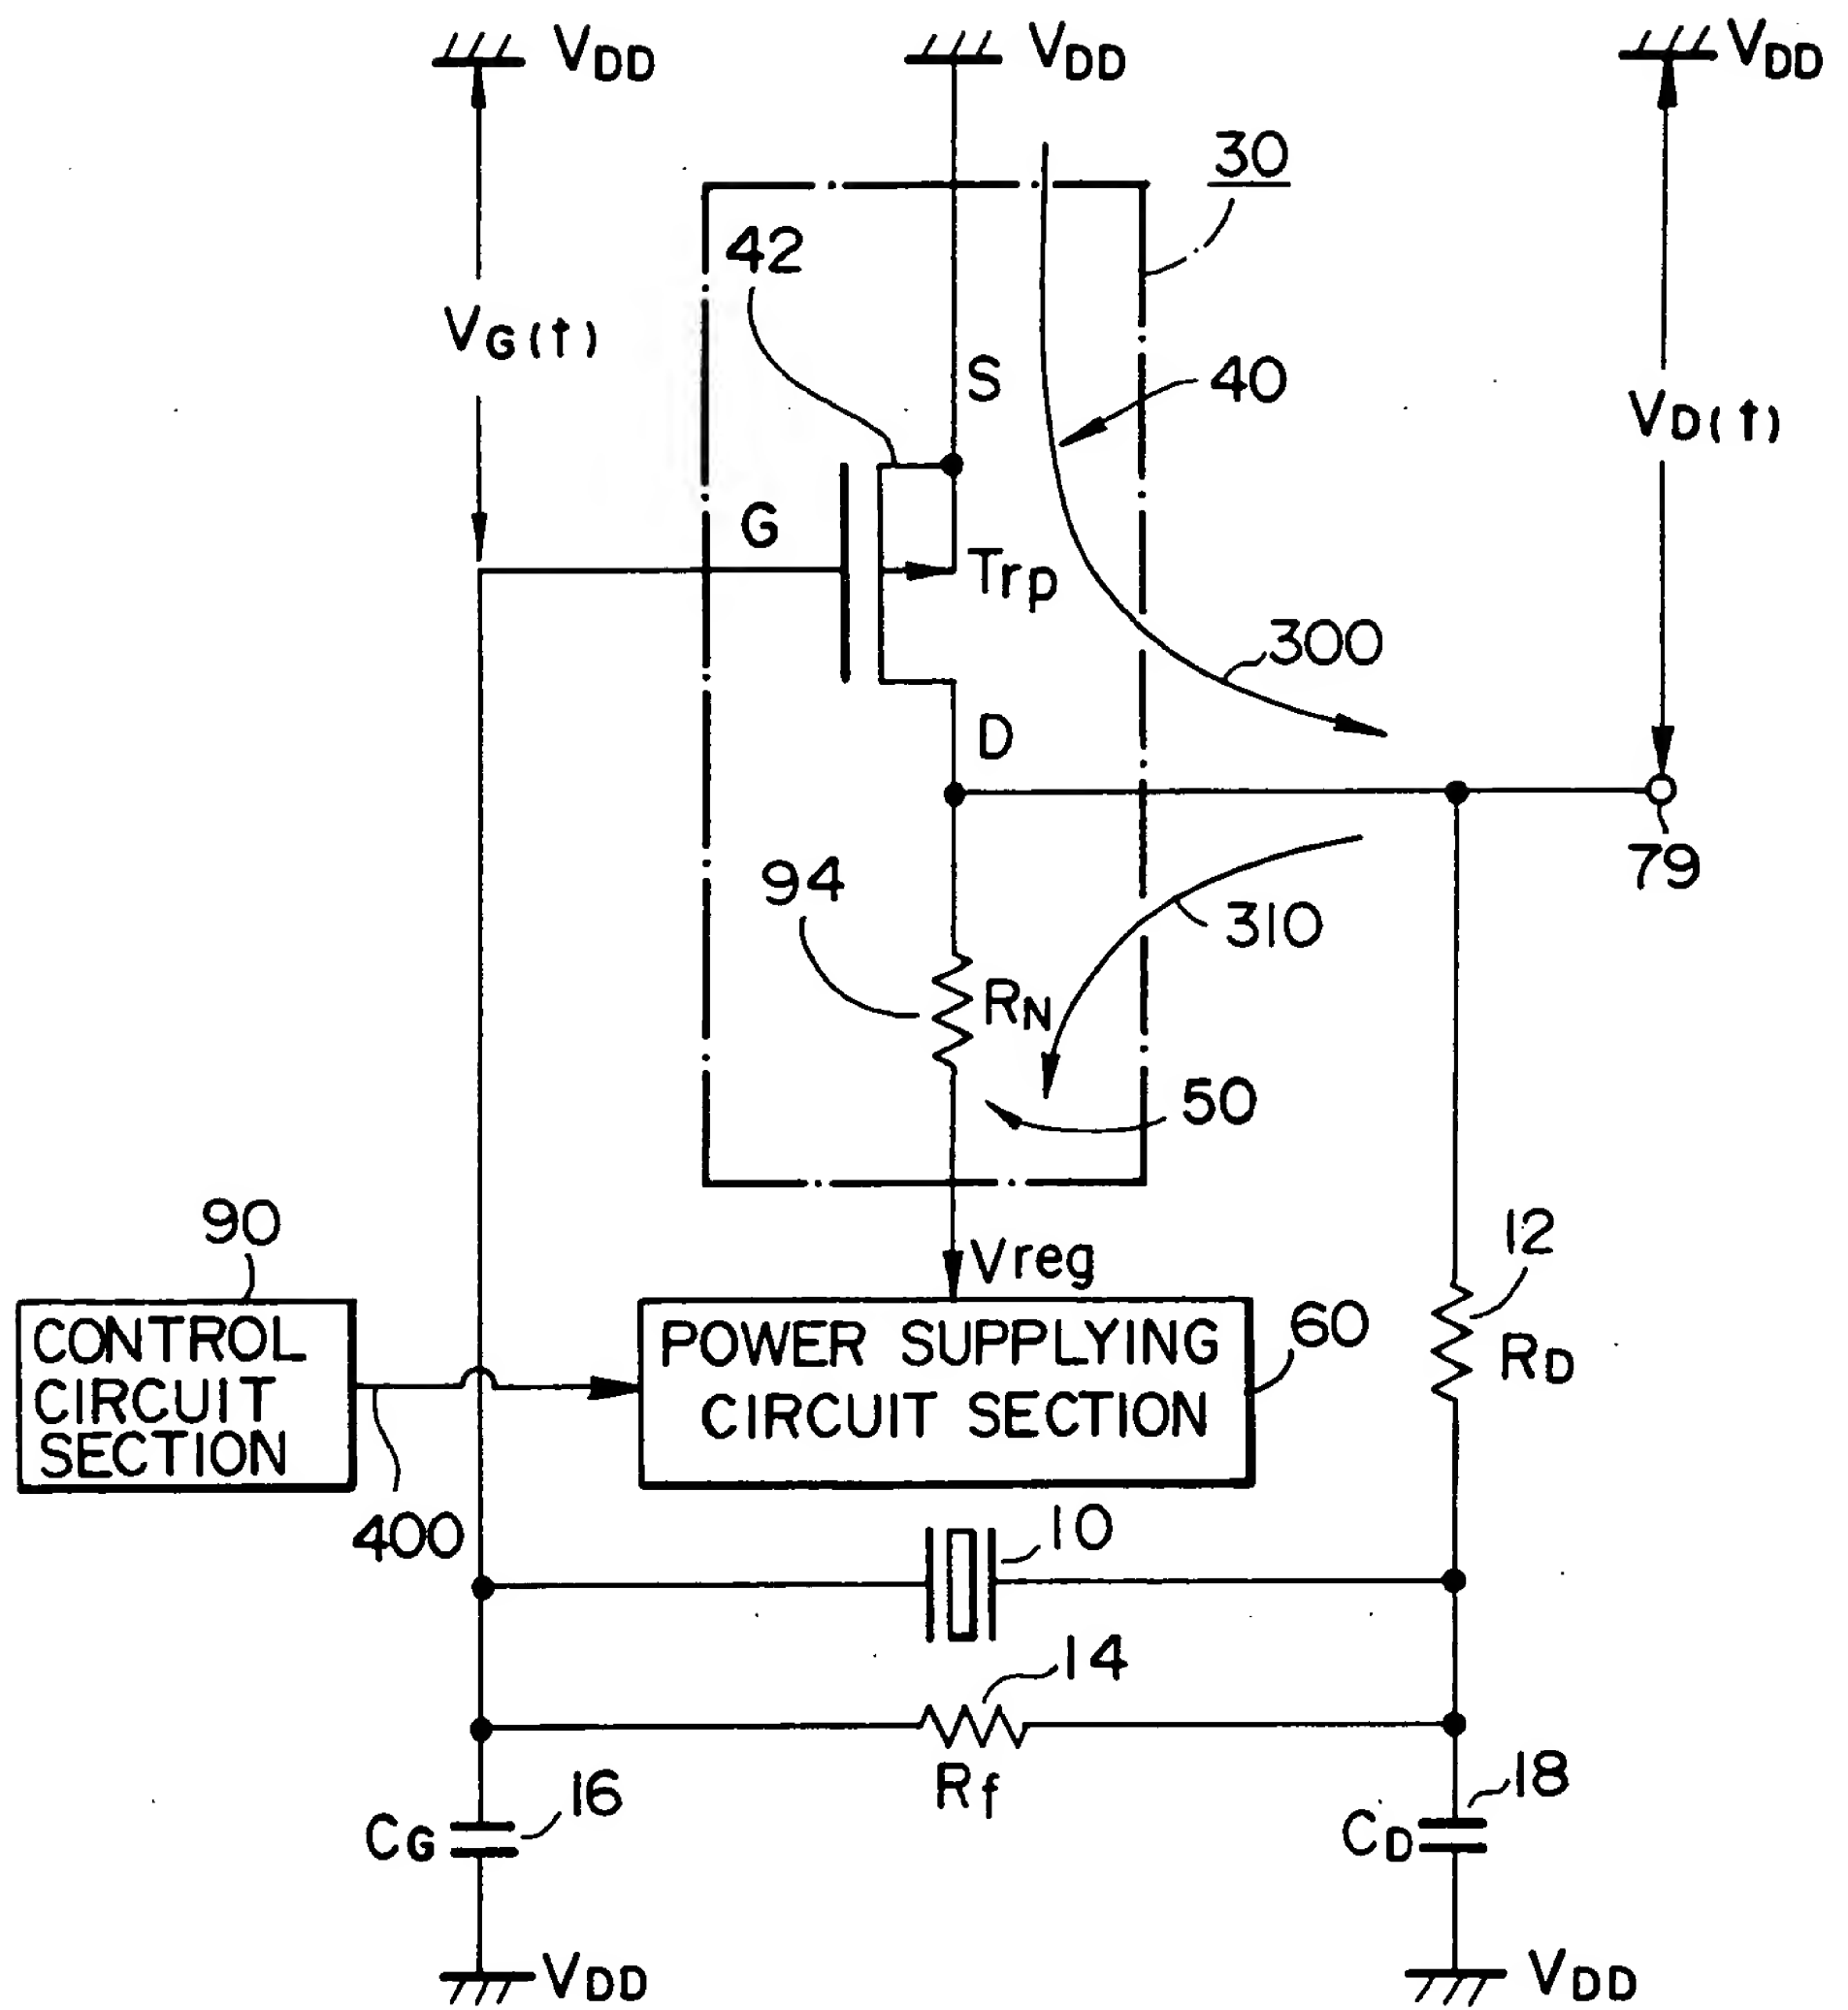 VDD
VDD
VDD
30
42
VG(t)
S
40
VD(t)
G
Trp
300
D
79
94
310
RN
50
90
Vreg
12
CONTROL
CIRCUIT
SECTION
POWER SUPPLYING
CIRCUIT SECTION
60
RD
400
10
14
Rf
16
CG
18
CD
VDD
VDD